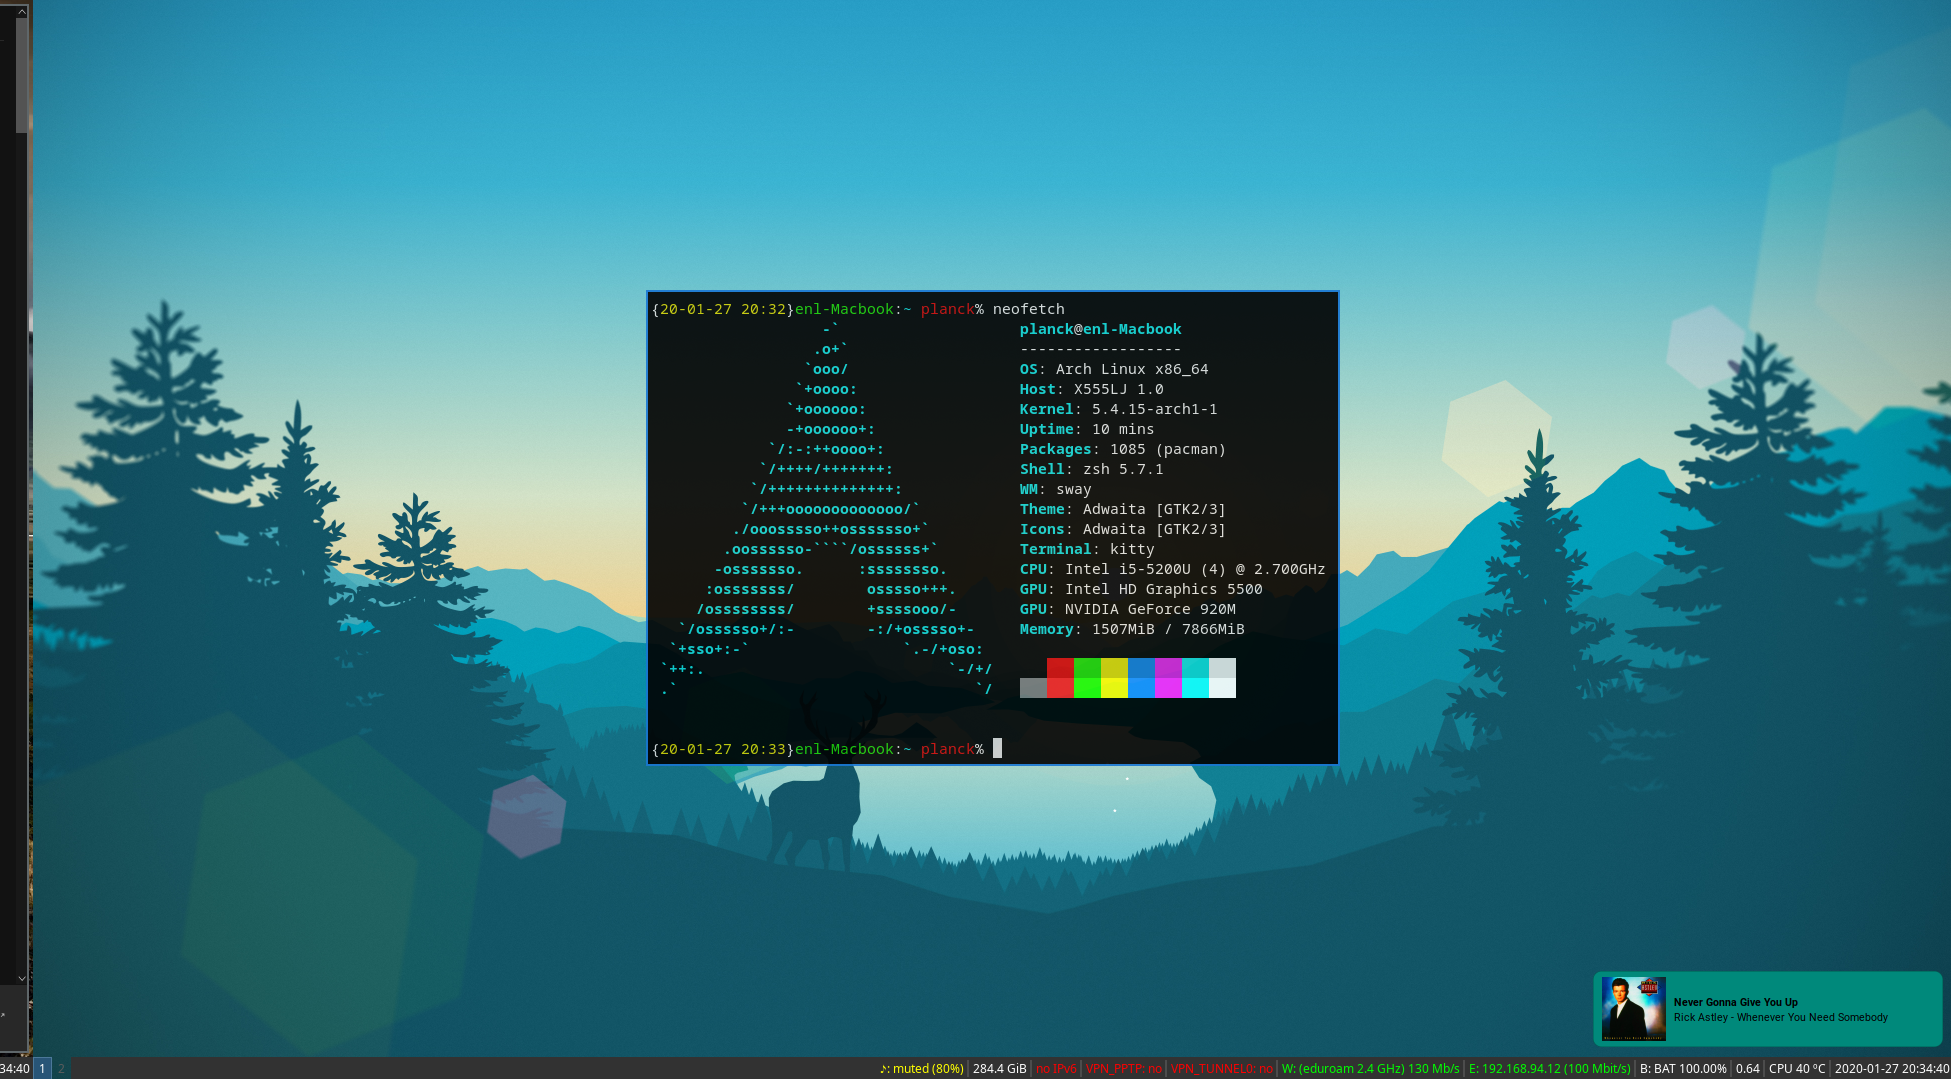 {20-01-27 20:32}enl-Macbook:~ planck% neofetch
-`
.o+`
`ooo/
`+oooo:
`+oooooo:
-+oooooo+:
`/:-:++oooo+:
`/++++/+++++++:
`/++++++++++++++:
`/+++ooooooooooooo/`
./ooosssso++osssssso+`
.oossssso-````/ossssss+`
-osssssso. :ssssssso.
:osssssss/ osssso+++.
/ossssssss/ +ssssooo/-
`/ossssso+/:- -:/+osssso+-
`+sso+:-` `.-/+oso:
`++:. `-/+/
.` `/
planck@enl-Macbook
------------------
OS: Arch Linux x86_64
Host: X555LJ 1.0
Kernel: 5.4.15-arch1-1
Uptime: 10 mins
Packages: 1085 (pacman)
Shell: zsh 5.7.1
WM: sway
Theme: Adwaita [GTK2/3]
Icons: Adwaita [GTK2/3]
Terminal: kitty
CPU: Intel i5-5200U (4) @ 2.700GHz
GPU: Intel HD Graphics 5500
GPU: NVIDIA GeForce 920M
Memory: 1507MiB / 7866MiB
{20-01-27 20:33}enl-Macbook:~ planck%
Never Gonna Give You Up
Rick Astley - Whenever You Need Somebody
34:40 1 2 ♪: muted (80%) 284.4 GiB no IPv6 VPN_PPTP: no VPN_TUNNEL0: no W: (eduroam 2.4 GHz) 130 Mb/s E: 192.168.94.12 (100 Mbit/s) B: BAT 100.00% 0.64 CPU 40 ºC 2020-01-27 20:34:40